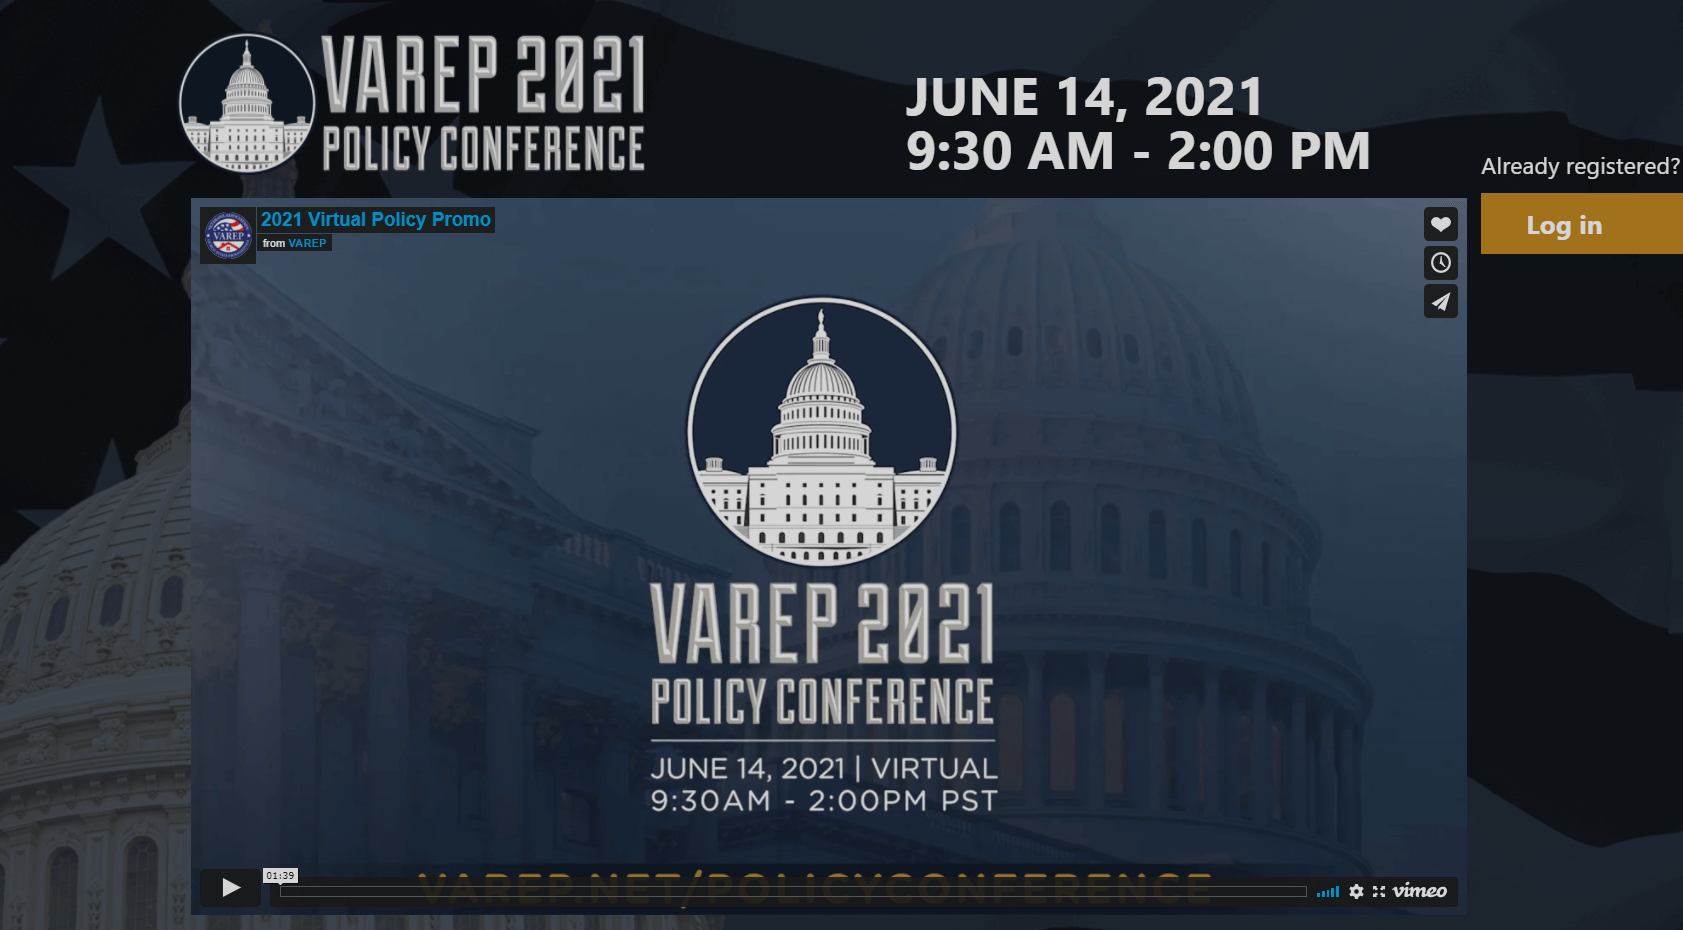 VAREP 2021
POLICY CONFERENCE
JUNE 14, 2021
9:30 AM - 2:00 PM
Already registered?
Log in
VAREP
2021 Virtual Policy Promo
from VAREP
VAREP 2021
POLICY CONFERENCE
JUNE 14, 2021 | VIRTUAL
9:30AM - 2:00PM PST
VAREP.NET/POLICYCONFERENCE
01:39
vimeo